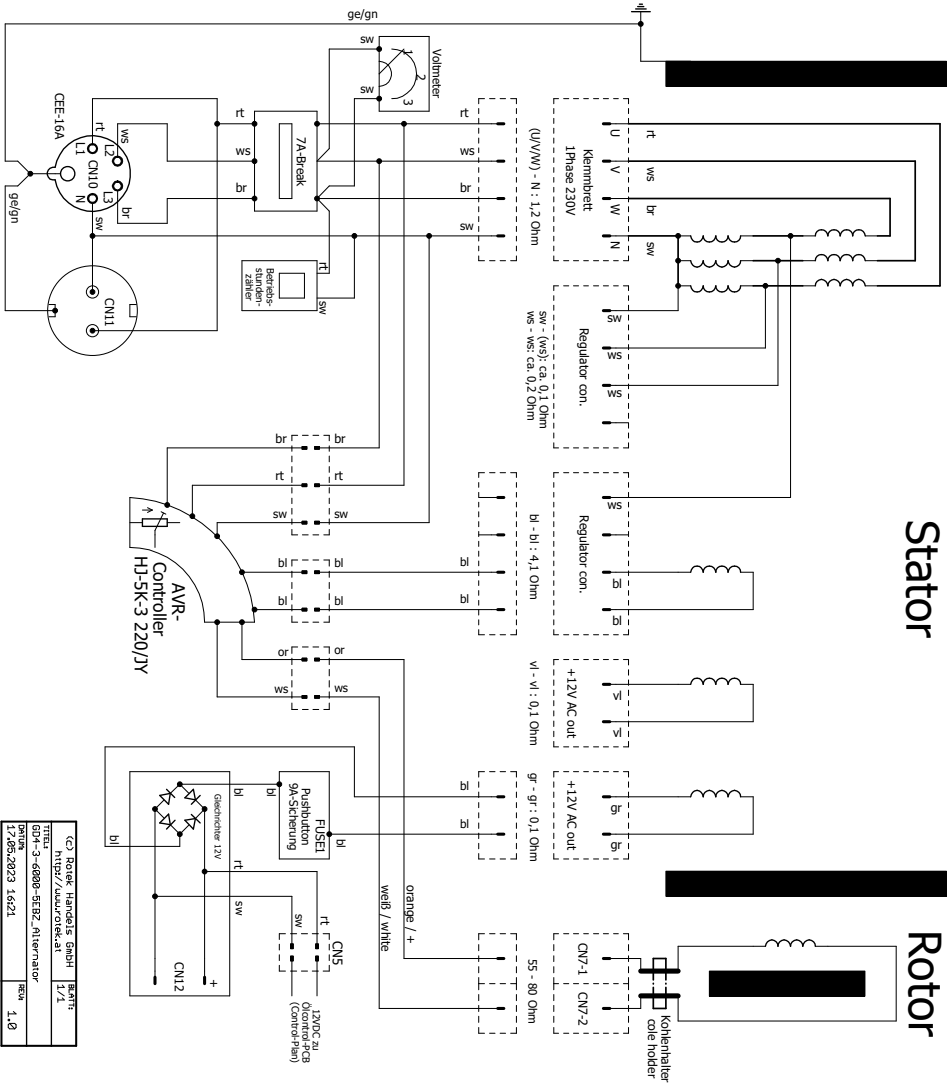 Stator
Rotor
ge/gn
rt
ws
br
sw
U
V
W
N
Klemmbrett
1Phase 230V
(U/V/W) - N : 1,2 Ohm
rt
ws
br
sw
sw
ws
ws
Regulator con.
sw - (ws): ca. 0,1 Ohm
ws - ws: ca. 0,2 Ohm
ws
bl
bl
Regulator con.
bl - bl : 4,1 Ohm
bl
bl
vl
vl
+12V AC out
vl - vl : 0,1 Ohm
gr
gr
+12V AC out
gr - gr : 0,1 Ohm
bl
bl
Kohlenhalter
cole holder
CN7-1
CN7-2
55 - 80 Ohm
orange / +
weiß / white
Voltmeter
1
2
3
sw
sw
7A-Break
rt
ws
br
Betriebs-
stunden-
zähler
rt
sw
CEE-16A
rt
ws
br
sw
L1
L2
L3
N
CN10
ge/gn
CN11
br
rt
sw
bl
bl
or
ws
br
rt
sw
bl
bl
or
ws
AVR-
Controller
HJ-5K-3 220/JY
FUSE1
Pushbutton
9A-Sicherung
bl
bl
bl
bl
Gleichrichter 12V
rt
sw
+
CN12
CN5
rt
sw
12VDC zu
Ölcontrol-PCB
(Control-Plan)
(c) Rotek Handels GmbH
http://www.rotek.at
BLATT:
1/1
TITEL:
GD4-3-6000-5EBZ_Alternator
DATUM:
17.05.2023 16:21
REV:
1.0